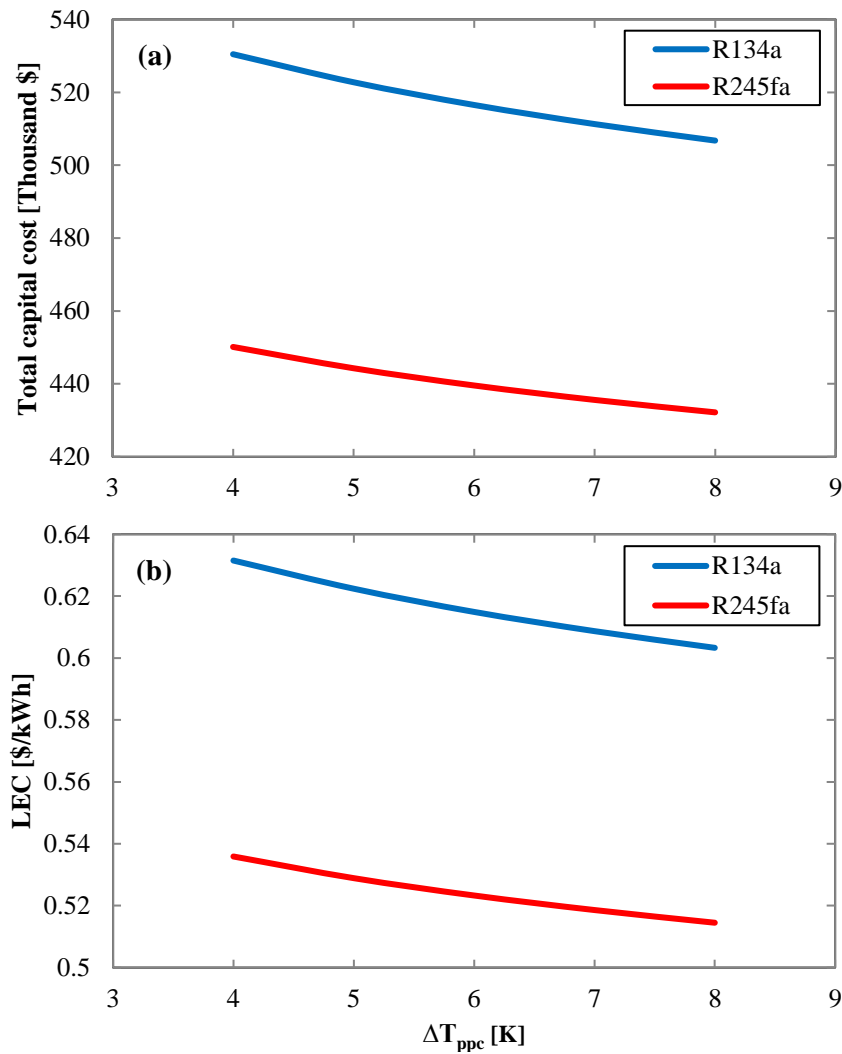 (a)
R134a
R245fa
Total capital cost [Thousand $]
540
520
500
480
460
440
420
3 4 5 6 7 8 9
(b)
R134a
R245fa
LEC [$/kWh]
0.64
0.62
0.6
0.58
0.56
0.54
0.52
0.5
3 4 5 6 7 8 9
ΔTppc [K]